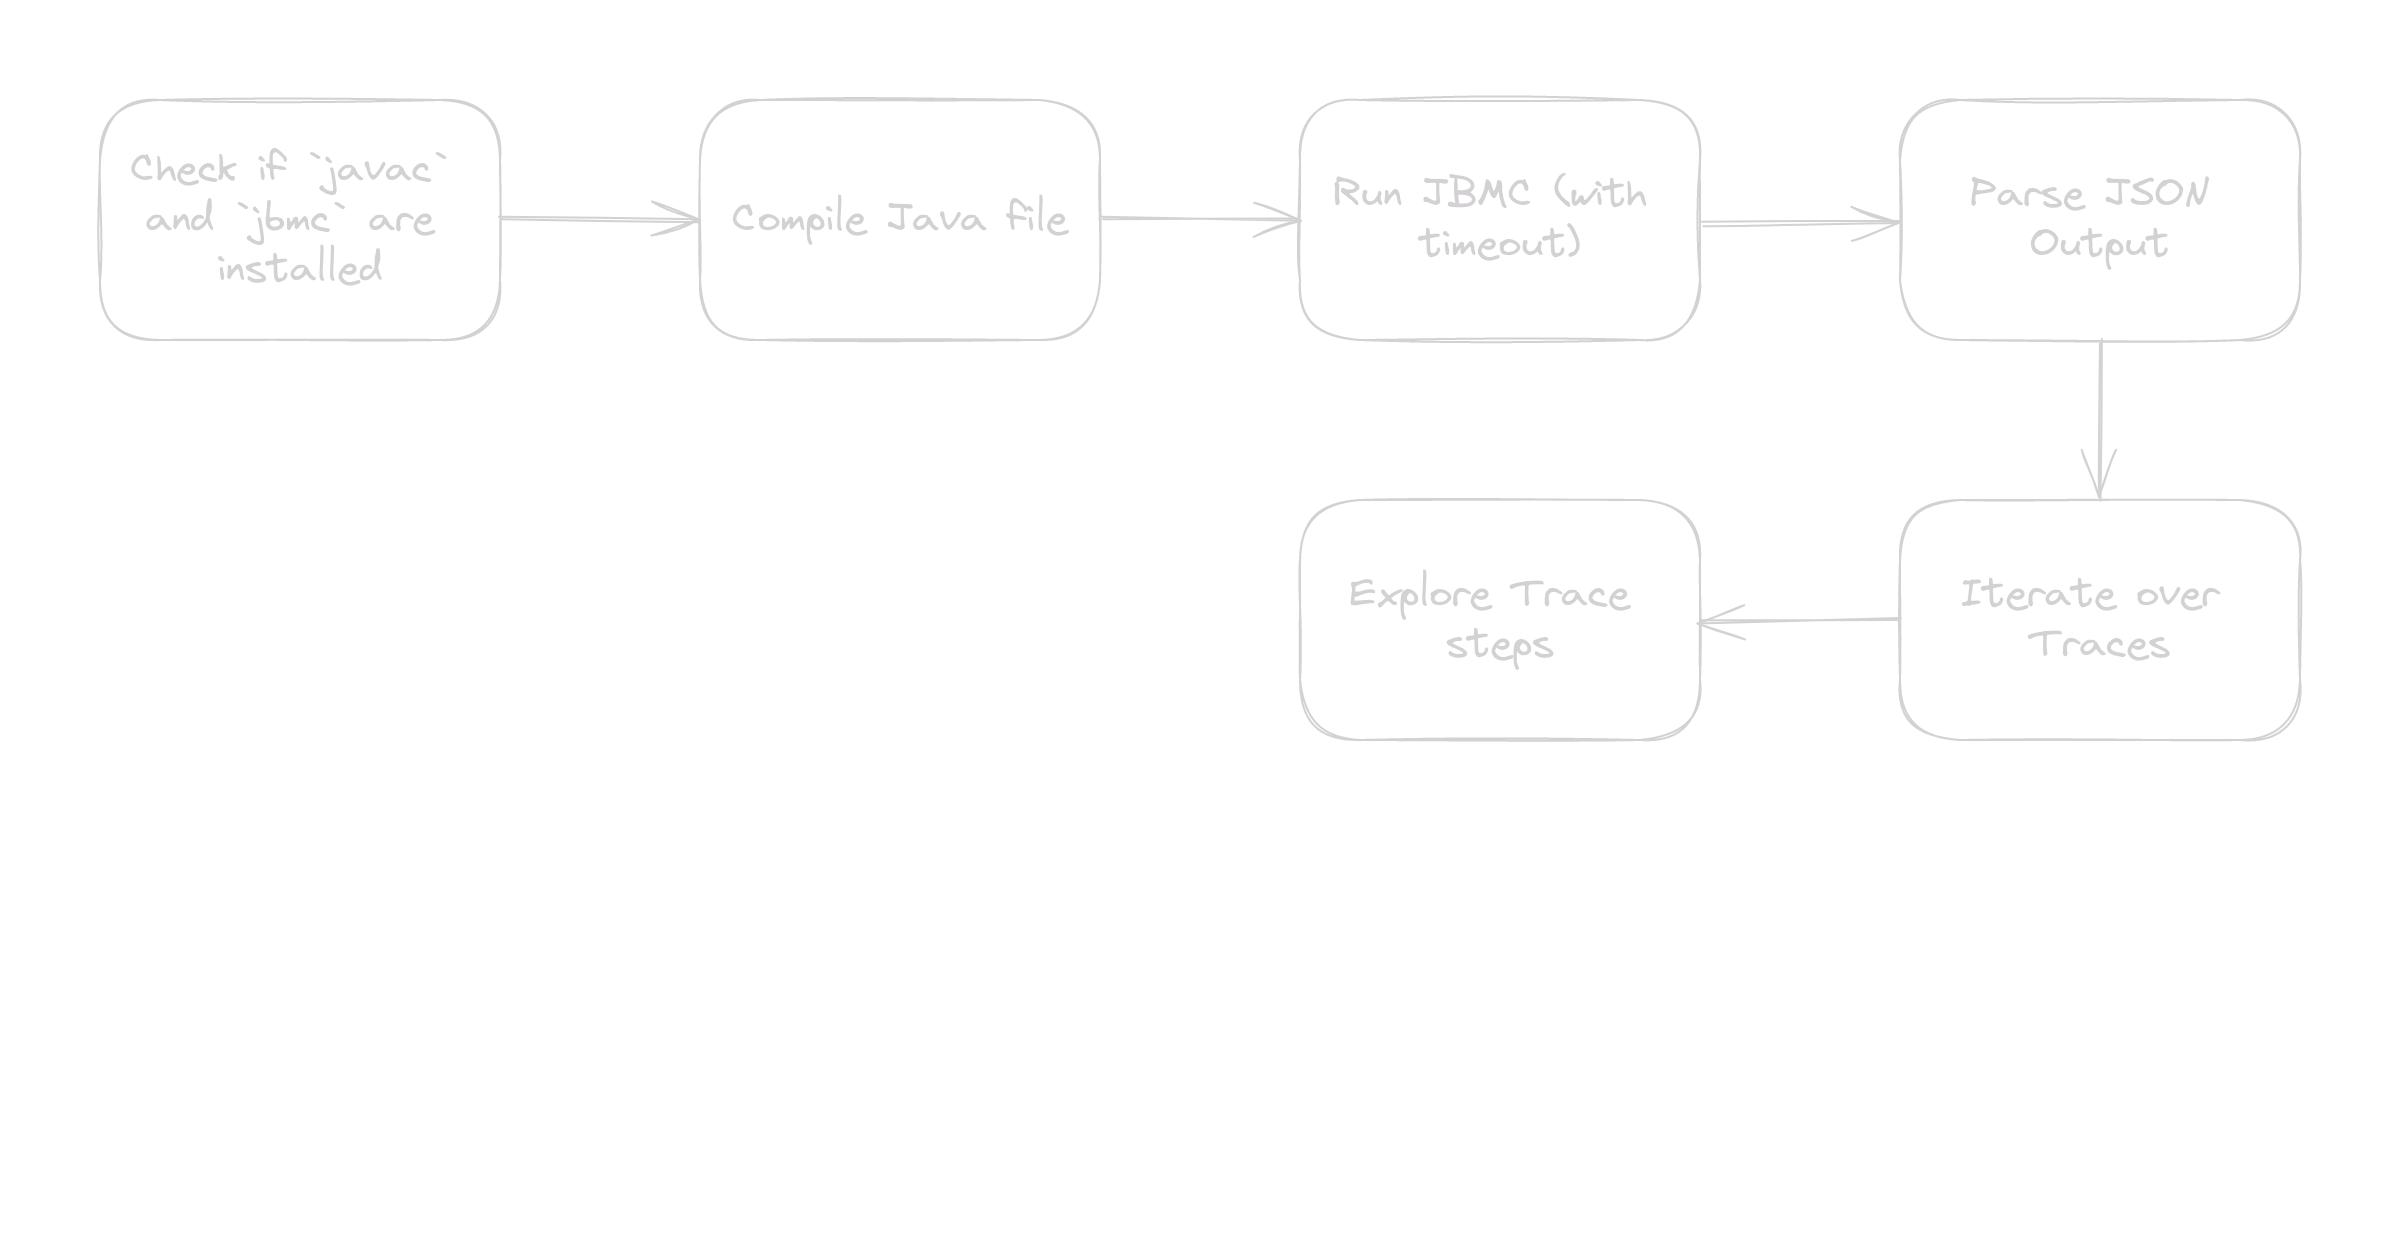 Check if `javac`
and `jbmc` are
installed
Compile Java file
Run JBMC (with
timeout)
Parse JSON
Output
Explore Trace
steps
Iterate over
Traces